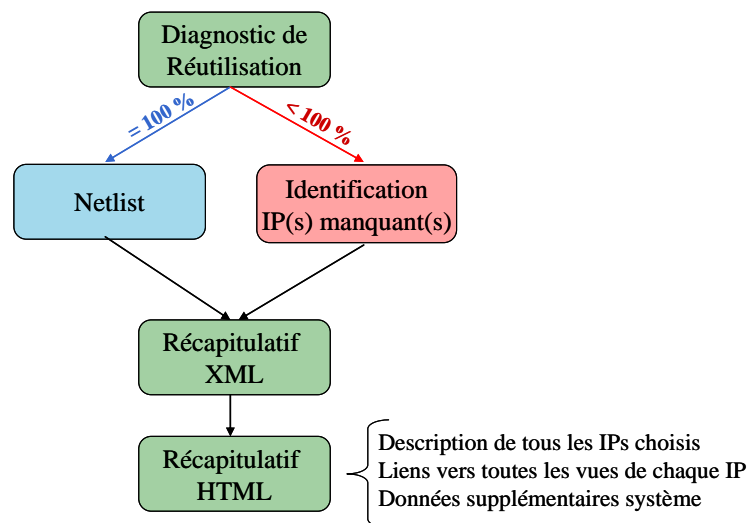 Diagnostic de
Réutilisation
= 100 %
< 100 %
Netlist
Identification
IP(s) manquant(s)
Récapitulatif
XML
Récapitulatif
HTML
Description de tous les IPs choisis
Liens vers toutes les vues de chaque IP
Données supplémentaires système